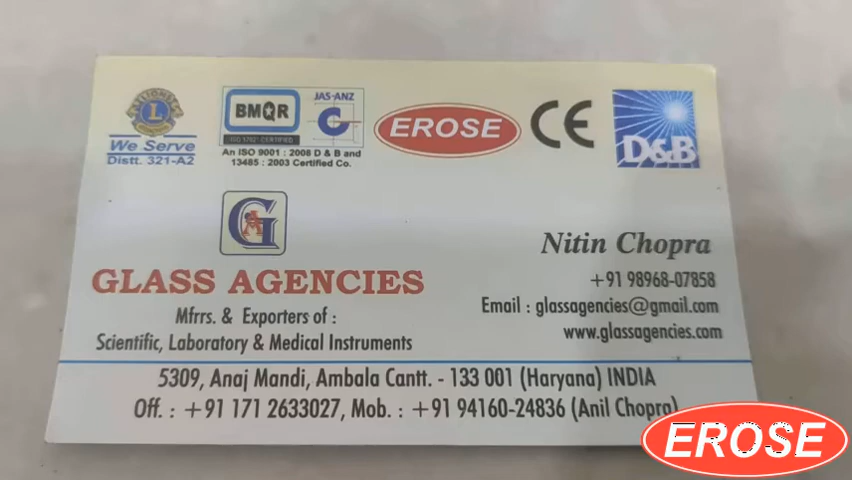 LIONS
L
We Serve
Distt. 321-A2
BMQR
JAS-ANZ
An ISO 9001 : 2008 D & B and
13485 : 2003 Certified Co.
EROSE
CE
D&B
GLASS AGENCIES
Mfrrs. & Exporters of :
Scientific, Laboratory & Medical Instruments
Nitin Chopra
+91 98968-07858
Email : glassagencies@gmail.com
www.glassagencies.com
5309, Anaj Mandi, Ambala Cantt. - 133 001 (Haryana) INDIA
Off. : +91 171 2633027, Mob. : +91 94160-24836 (Anil Chopra)
EROSE